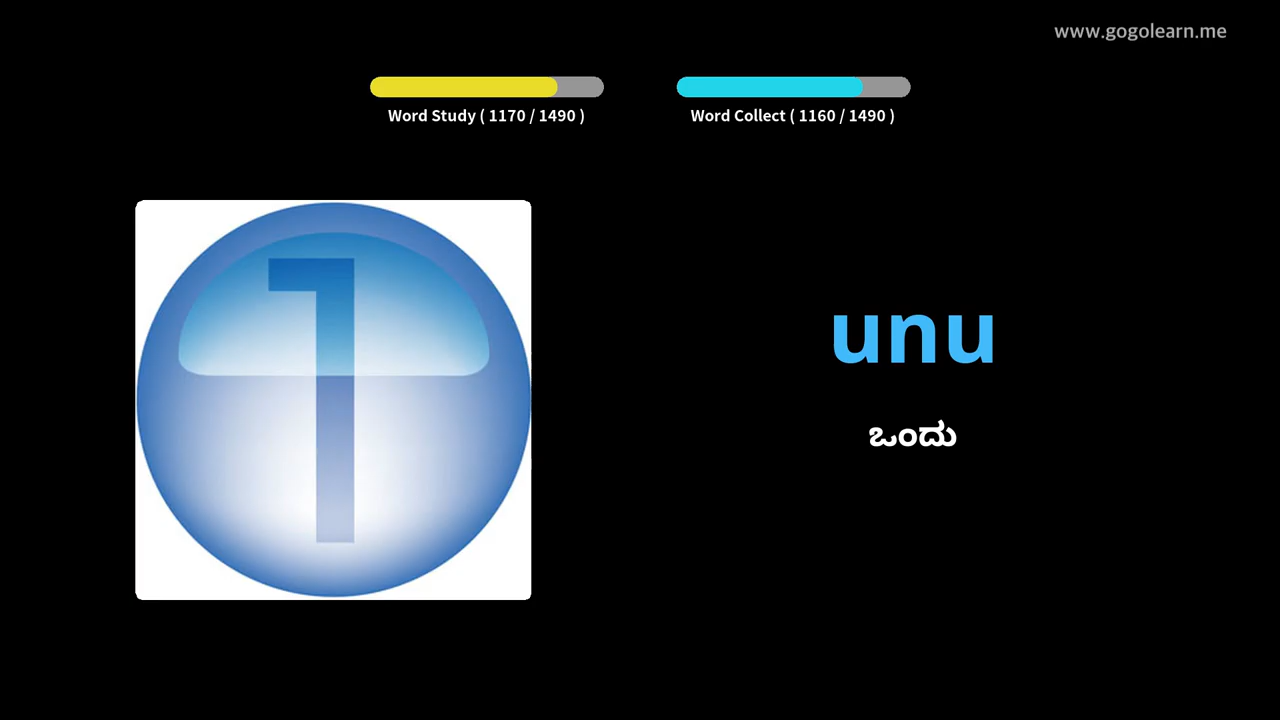 www.gogolearn.me
Word Study ( 1170 / 1490 )
Word Collect ( 1160 / 1490 )
1
unu
ಒಂದು